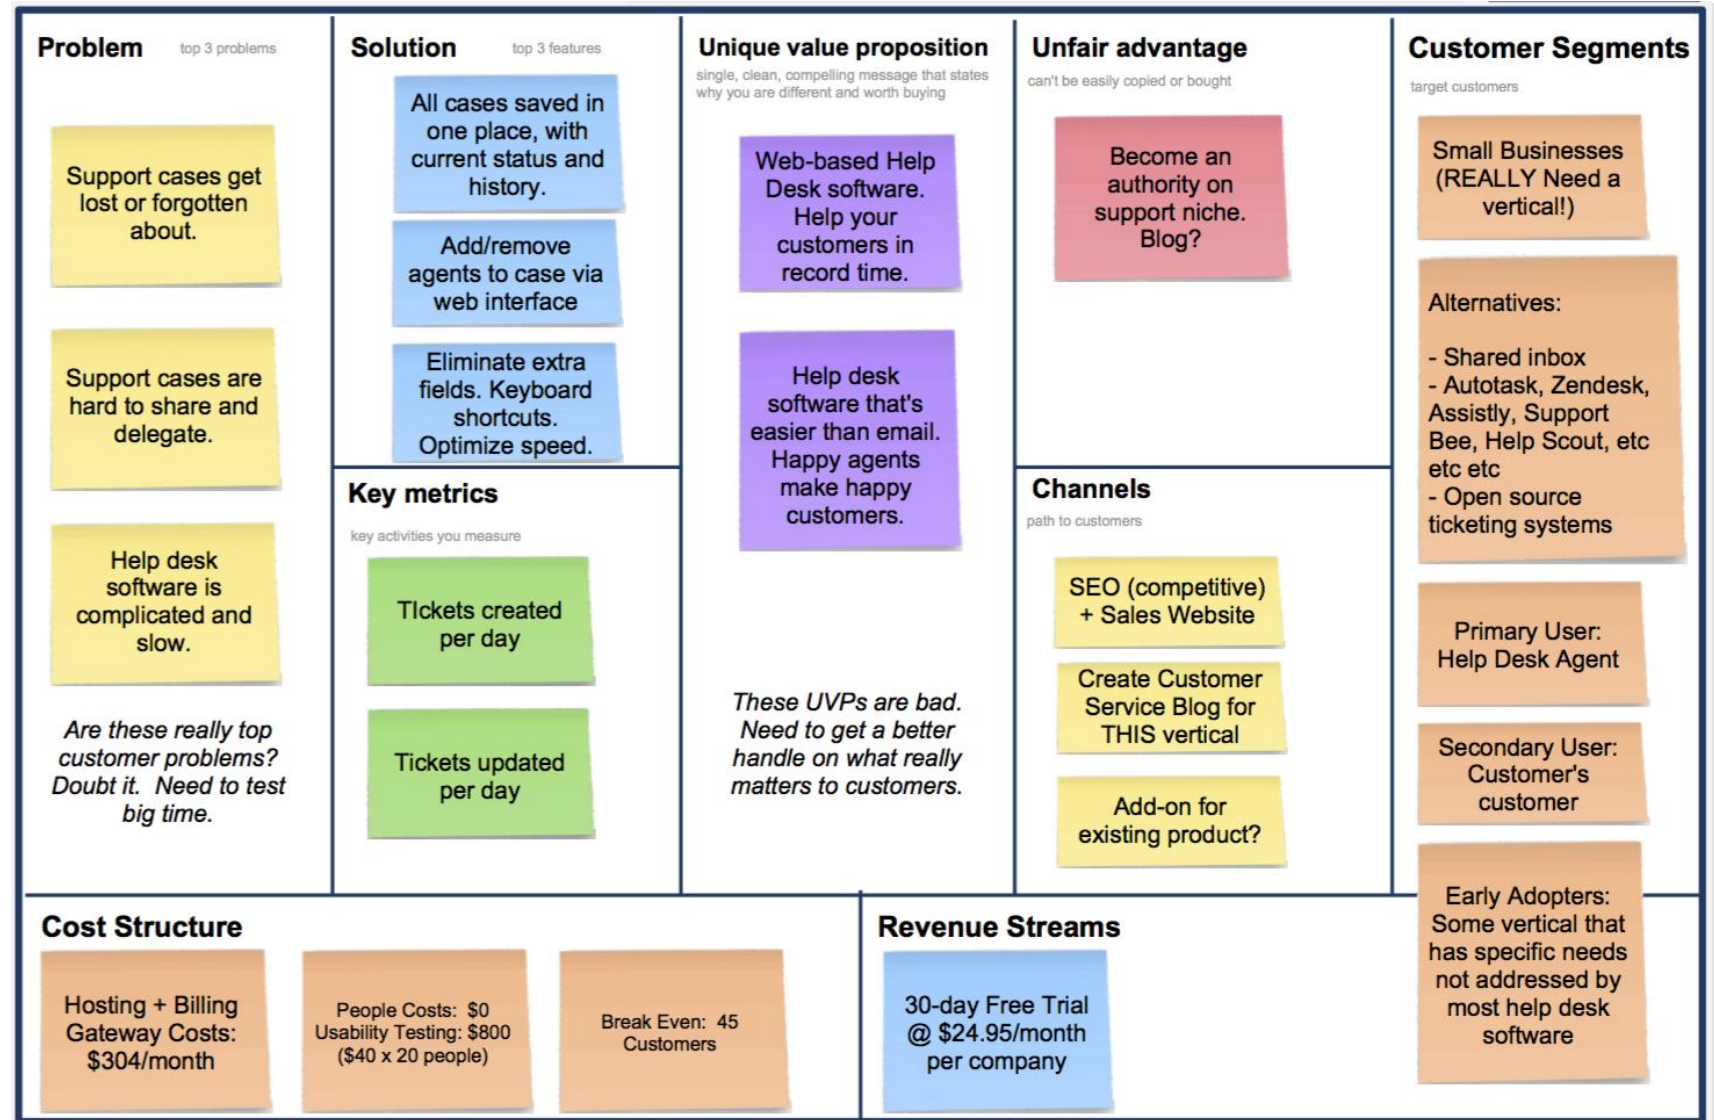 Problem
top 3 problems
Support cases get
lost or forgotten
about.
Support cases are
hard to share and
delegate.
Help desk
software is
complicated and
slow.
Are these really top
customer problems?
Doubt it. Need to test
big time.
Solution
top 3 features
All cases saved in
one place, with
current status and
history.
Add/remove
agents to case via
web interface
Eliminate extra
fields. Keyboard
shortcuts.
Optimize speed.
Key metrics
key activities you measure
TIckets created
per day
Tickets updated
per day
Unique value proposition
single, clean, compelling message that states
why you are different and worth buying
Web-based Help
Desk software.
Help your
customers in
record time.
Help desk
software that's
easier than email.
Happy agents
make happy
customers.
These UVPs are bad.
Need to get a better
handle on what really
matters to customers.
Unfair advantage
can't be easily copied or bought
Become an
authority on
support niche.
Blog?
Channels
path to customers
SEO (competitive)
+ Sales Website
Create Customer
Service Blog for
THIS vertical
Add-on for
existing product?
Customer Segments
target customers
Small Businesses
(REALLY Need a
vertical!)
Alternatives:
- Shared inbox
- Autotask, Zendesk,
Assistly, Support
Bee, Help Scout, etc
etc etc
- Open source
ticketing systems
Primary User:
Help Desk Agent
Secondary User:
Customer's
customer
Early Adopters:
Some vertical that
has specific needs
not addressed by
most help desk
software
Cost Structure
Hosting + Billing
Gateway Costs:
$304/month
People Costs: $0
Usability Testing: $800
($40 x 20 people)
Break Even: 45
Customers
Revenue Streams
30-day Free Trial
@ $24.95/month
per company